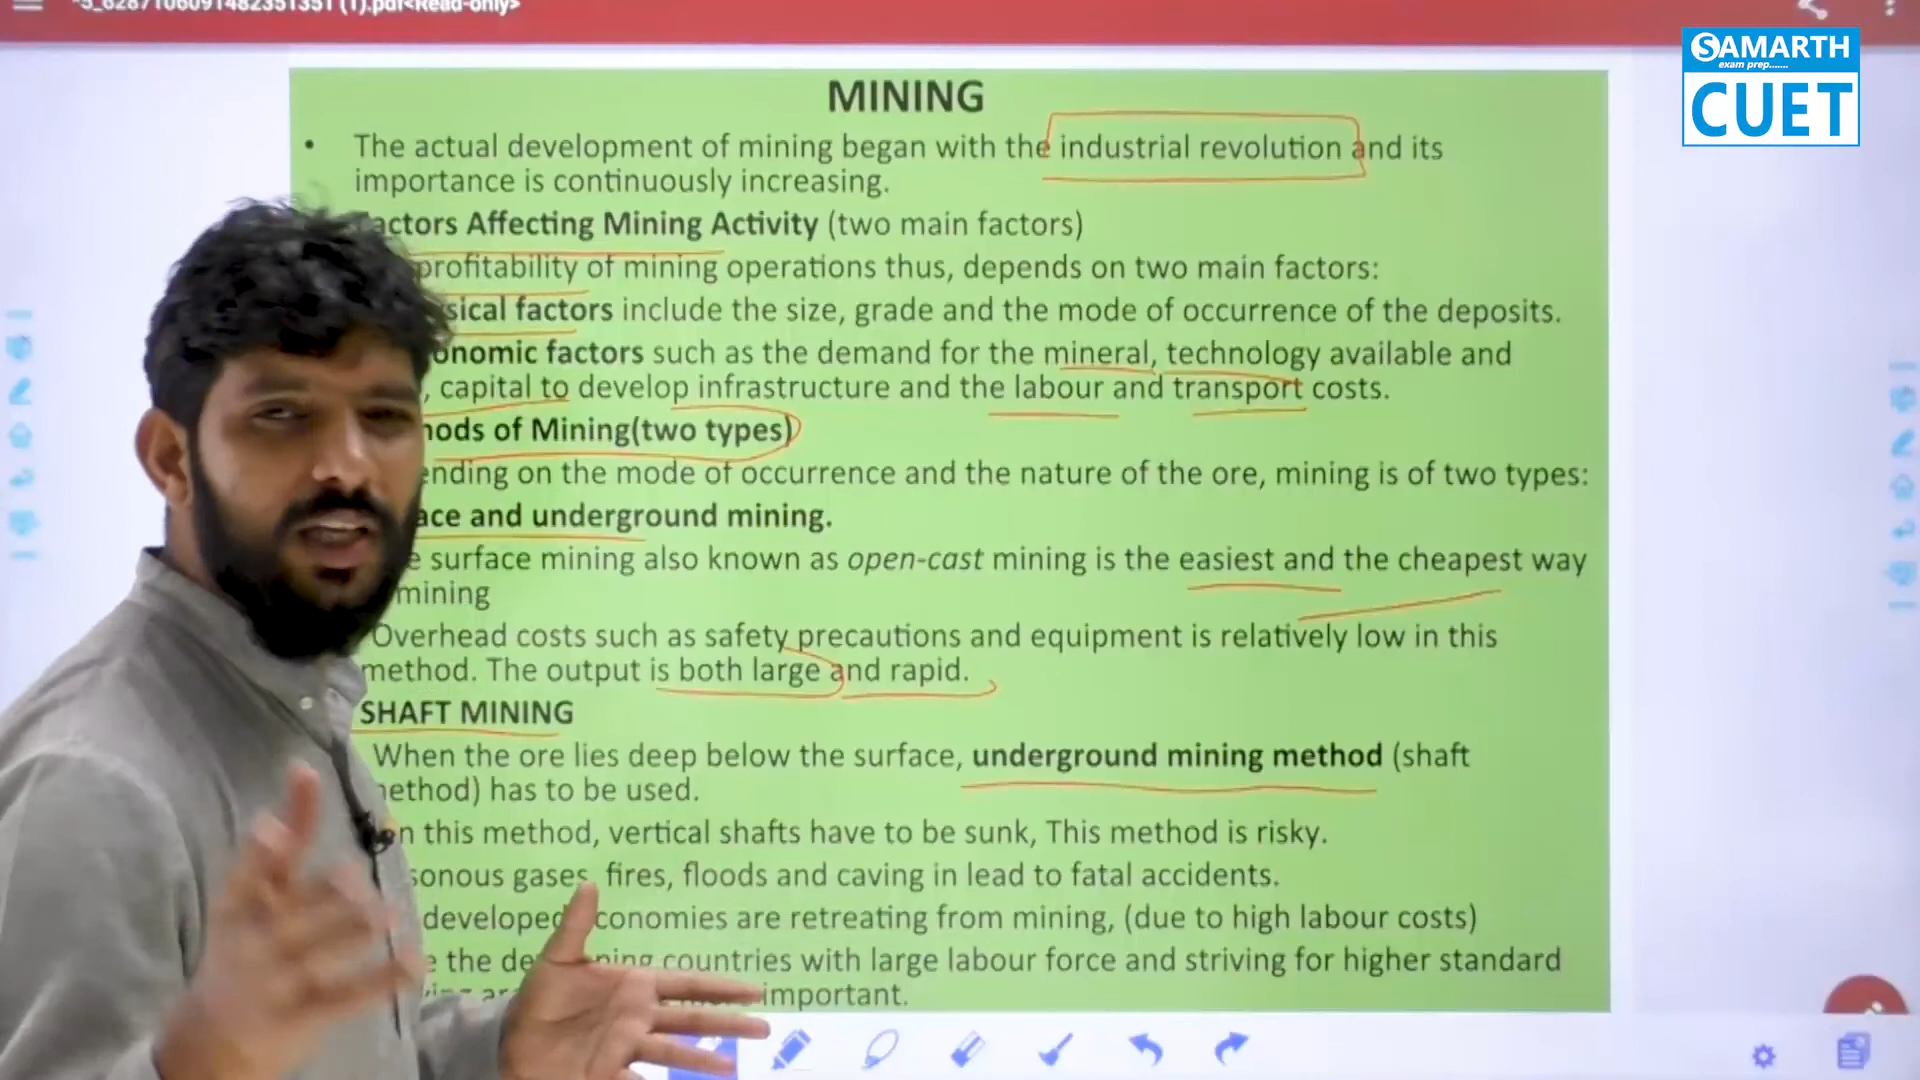 (1).pdf<Read-only>
SAMARTH
exam prep.......
CUET
MINING
• The actual development of mining began with the industrial revolution and its
importance is continuously increasing.
actors Affecting Mining Activity (two main factors)
profitability of mining operations thus, depends on two main factors:
sical factors include the size, grade and the mode of occurrence of the deposits.
onomic factors such as the demand for the mineral, technology available and
, capital to develop infrastructure and the labour and transport costs.
hods of Mining(two types)
ending on the mode of occurrence and the nature of the ore, mining is of two types:
ace and underground mining.
e surface mining also known as open-cast mining is the easiest and the cheapest way
mining
Overhead costs such as safety precautions and equipment is relatively low in this
method. The output is both large and rapid.
SHAFT MINING
When the ore lies deep below the surface, underground mining method (shaft
ethod) has to be used.
n this method, vertical shafts have to be sunk, This method is risky.
sonous gases, fires, floods and caving in lead to fatal accidents.
developed conomies are retreating from mining, (due to high labour costs)
e the de ping countries with large labour force and striving for higher standard
important.